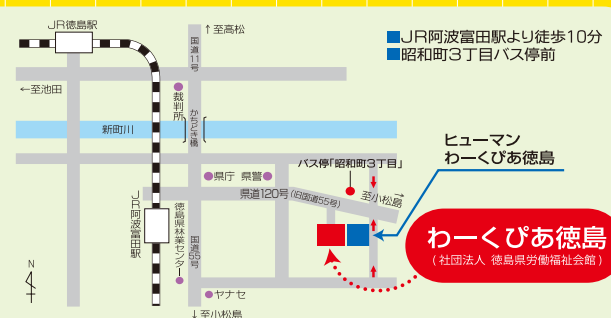 JR徳島駅
↑至高松
国道11号
■JR阿波富田駅より徒歩10分
■昭和町3丁目バス停前
←至池田
裁判所
新町川
かちどき橋
ヒューマン
わーくぴあ徳島
バス停「昭和町3丁目」
県庁 県警
県道120号(旧国道55号)
至小松島→
JR阿波富田駅
徳島県林業センター
国道55号
わーくぴあ徳島
(社団法人 徳島県労働福祉会館)
N
ヤナセ
↓至小松島